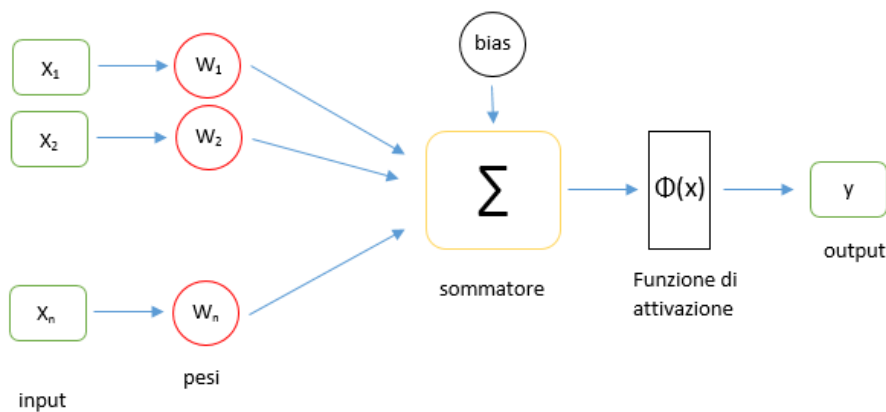 bias
X₁
W₁
X₂
W₂
∑
Φ(x)
y
output
sommatore
Funzione di
attivazione
Xₙ
Wₙ
pesi
input